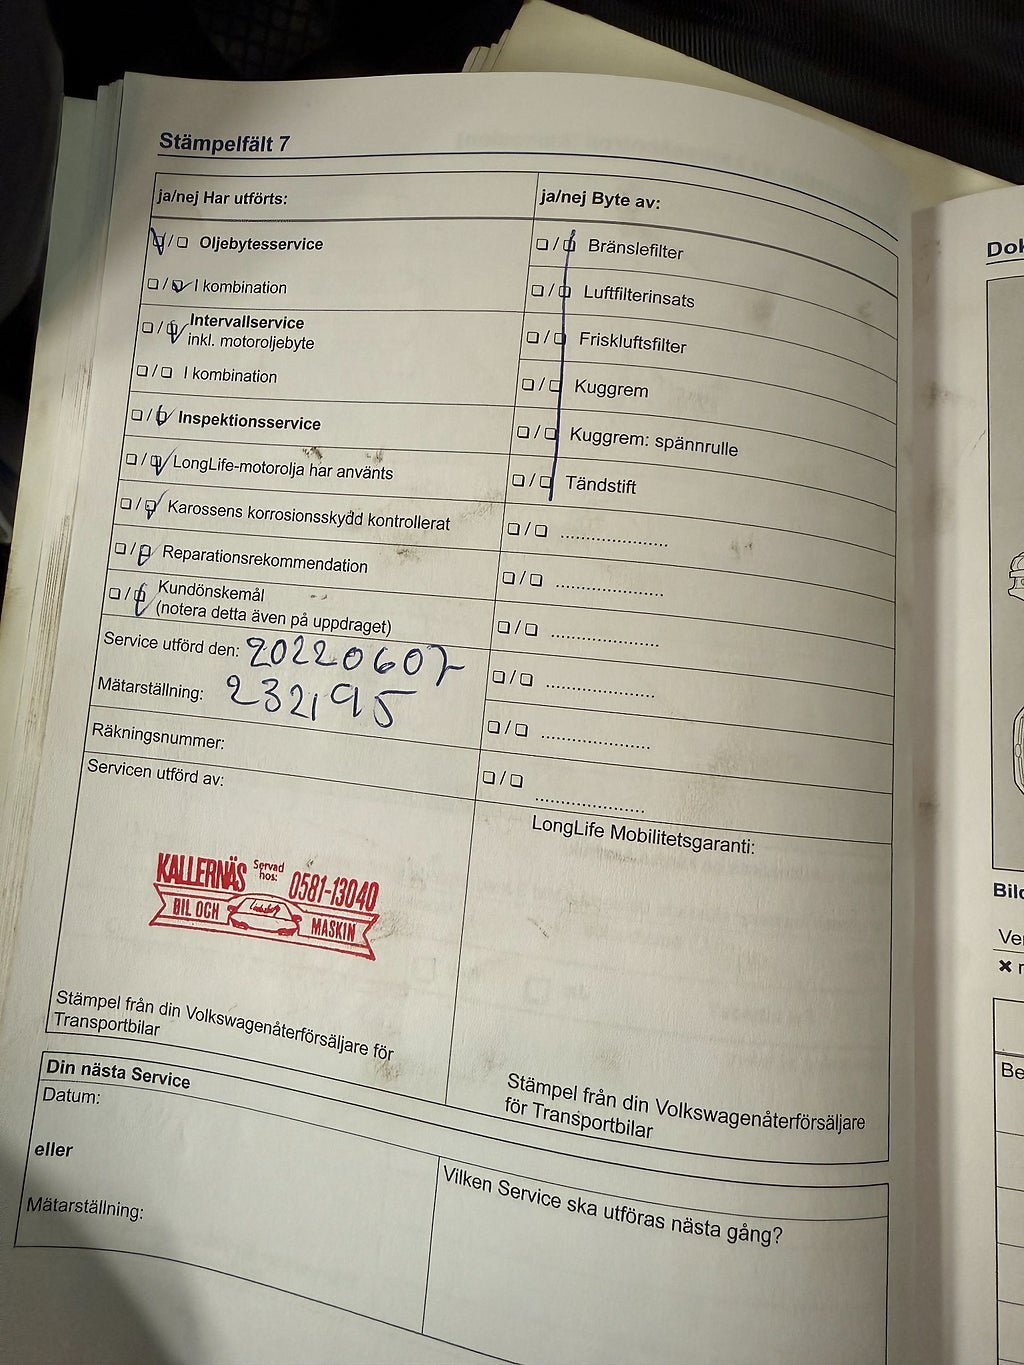 Stämpelfält 7
ja/nej Har utförts:
❏ / ❏ Oljebytesservice
❏ / ❏ I kombination
❏ / ❏ Intervallservice
inkl. motoroljebyte
❏ / ❏ I kombination
❏ / ❏ Inspektionsservice
❏ / ❏ LongLife-motorolja har använts
❏ / ❏ Karossens korrosionsskydd kontrollerat
❏ / ❏ Reparationsrekommendation
❏ / ❏ Kundönskemål
(notera detta även på uppdraget)
Service utförd den: 20220607
Mätarställning: 232195
Räkningsnummer:
Servicen utförd av:
KALLERNÄS Servad hos: 0581-13040
BIL OCH MASKIN
Stämpel från din Volkswagenåterförsäljare för
Transportbilar
ja/nej Byte av:
❏ / ❏ Bränslefilter
❏ / ❏ Luftfilterinsats
❏ / ❏ Friskluftsfilter
❏ / ❏ Kuggrem
❏ / ❏ Kuggrem: spännrulle
❏ / ❏ Tändstift
❏ / ❏ ......................
❏ / ❏ ......................
❏ / ❏ ......................
❏ / ❏ ......................
❏ / ❏ ......................
❏ / ❏ ......................
LongLife Mobilitetsgaranti:
Stämpel från din Volkswagenåterförsäljare
för Transportbilar
Din nästa Service
Datum:
eller
Mätarställning:
Vilken Service ska utföras nästa gång?